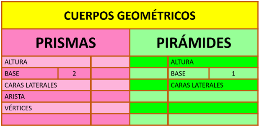 CUERPOS GEOMÉTRICOS
PRISMAS PIRÁMIDES
ALTURA ALTURA
BASE 2 BASE 1
CARAS LATERALES CARAS LATERALES
ARISTA
VÉRTICES